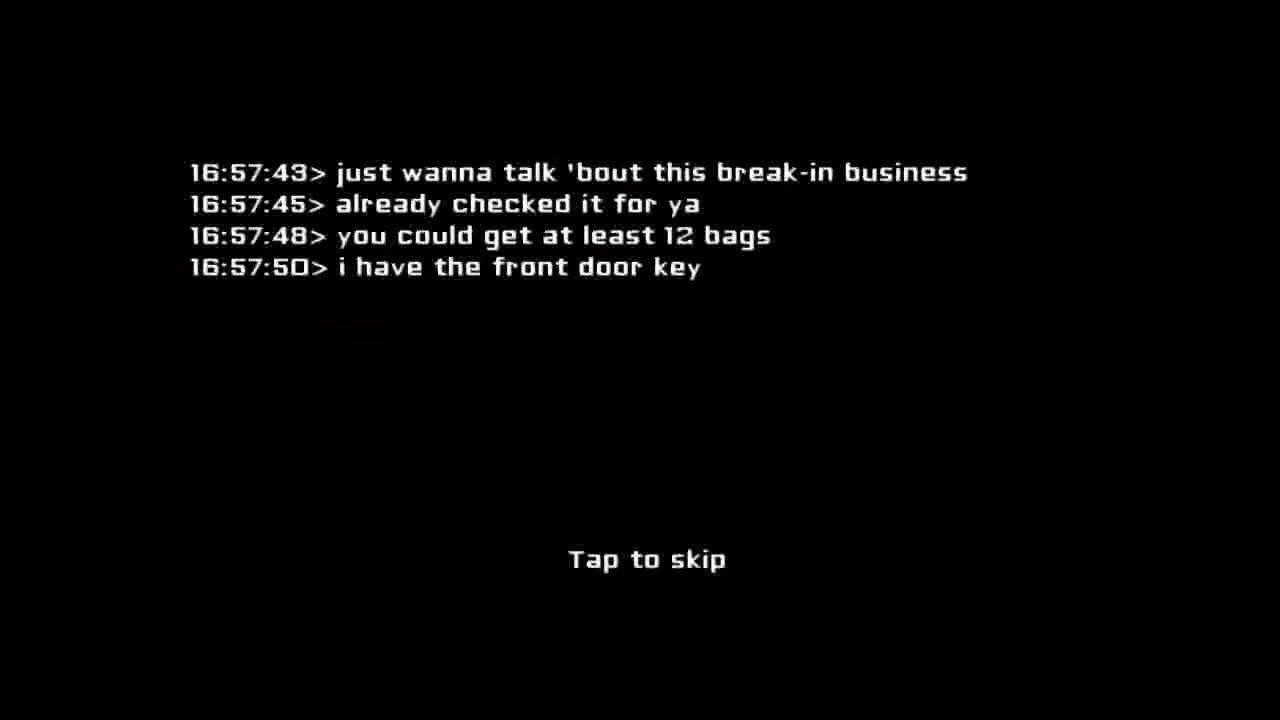 16:57:43> just wanna talk 'bout this break-in business
16:57:45> already checked it for ya
16:57:48> you could get at least 12 bags
16:57:50> i have the front door key
Tap to skip